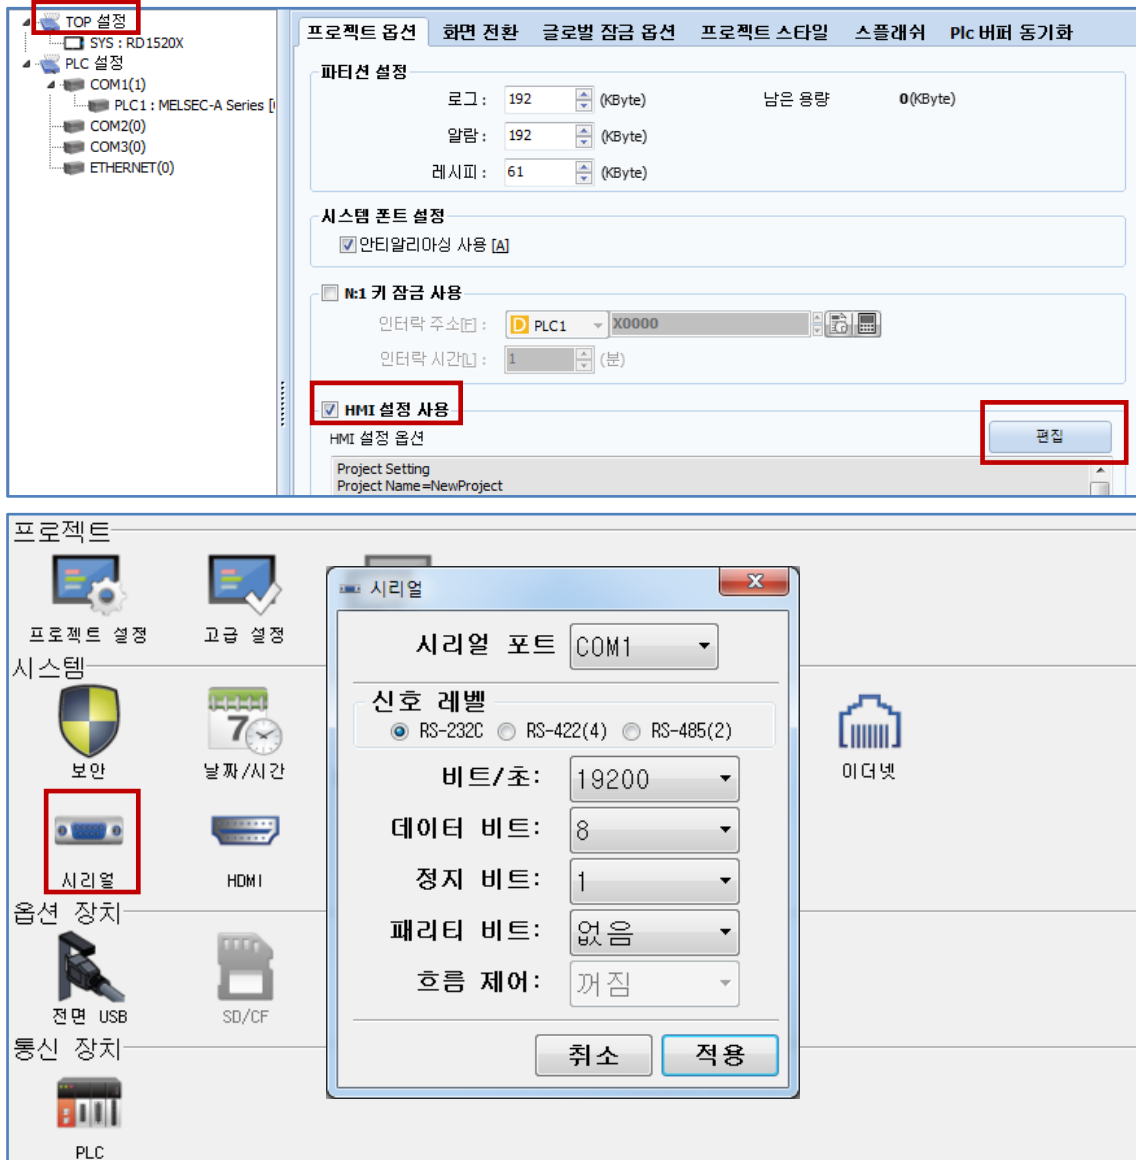 TOP 설정
SYS : RD1520X
PLC 설정
COM1(1)
PLC1 : MELSEC-A Series [
COM2(0)
COM3(0)
ETHERNET(0)
프로젝트 옵션 화면 전환 글로벌 잠금 옵션 프로젝트 스타일 스플래쉬 Plc 버퍼 동기화
파티션 설정
로그 : 192 (KByte) 남은 용량 0(KByte)
알람 : 192 (KByte)
레시피 : 61 (KByte)
시스템 폰트 설정
안티알리아싱 사용 [A]
N:1 키 잠금 사용
인터락 주소[F] : D PLC1 X0000
인터락 시간[L] : 1 (분)
HMI 설정 사용
HMI 설정 옵션 편집
Project Setting
Project Name=NewProject
프로젝트
프로젝트 설정 고급 설정
시스템
보안 날짜/시간 이더넷
시리얼 HDMI
옵션 장치
전면 USB SD/CF
통신 장치
PLC
시리얼
시리얼 포트 COM1
신호 레벨
RS-232C RS-422(4) RS-485(2)
비트/초: 19200
데이터 비트: 8
정지 비트: 1
패리티 비트: 없음
흐름 제어: 꺼짐
취소 적용